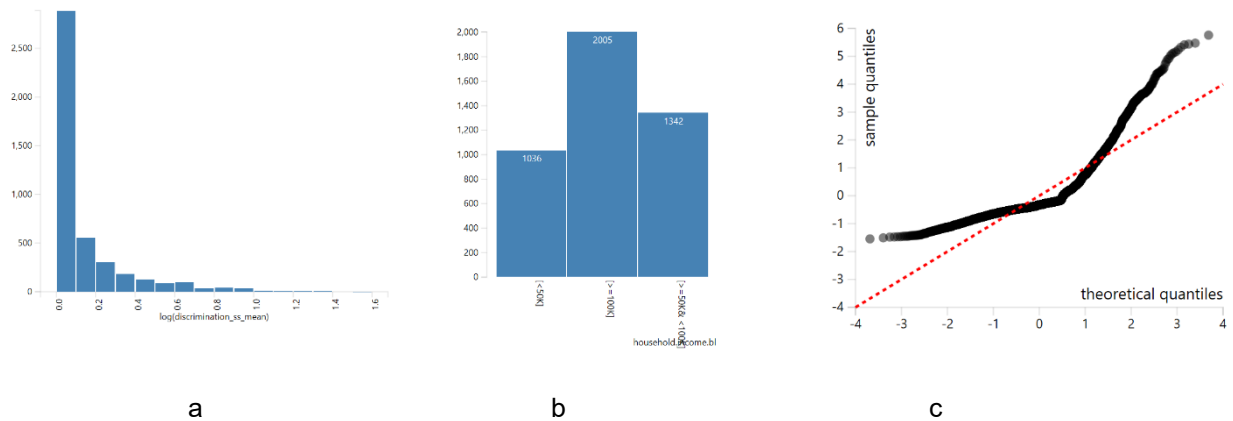 2,500
2,000
1,500
1,000
500
0
0.0 0.2 0.4 0.6 0.8 1.0 1.2 1.4 1.6
log(discrimination_ss_mean)
a
2,000
1,800
1,600
1,400
1,200
1,000
800
600
400
200
0
1036
2005
1342
[<50K]
[>=100K]
[>=50K& <100K]
household.income.bl
b
6
5
4
3
2
1
0
-1
-2
-3
-4
sample quantiles
theoretical quantiles
-4 -3 -2 -1 0 1 2 3 4
c